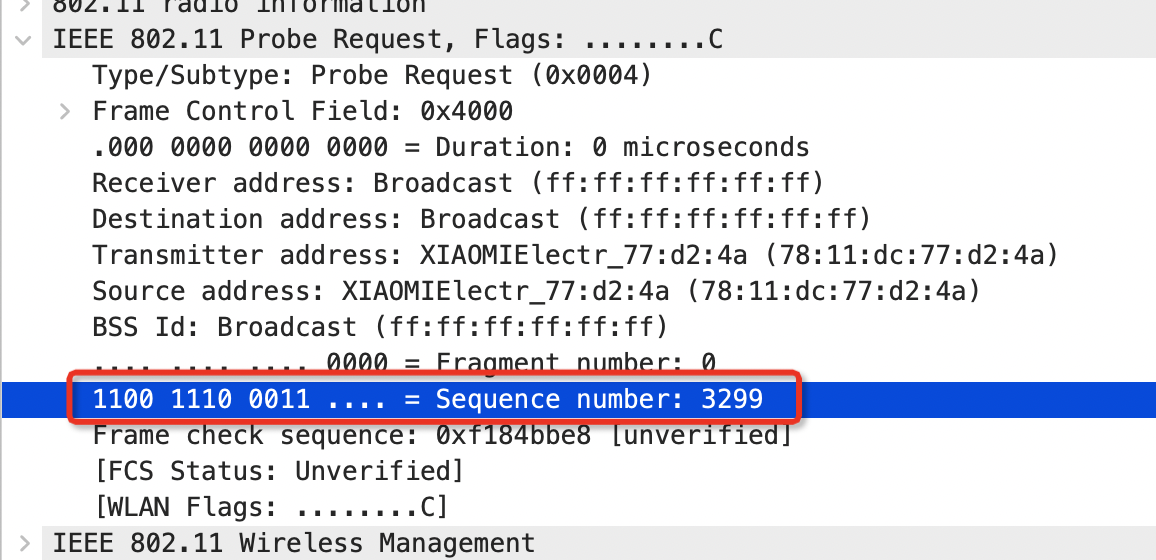 802.11 radio information
IEEE 802.11 Probe Request, Flags: ........C
Type/Subtype: Probe Request (0x0004)
Frame Control Field: 0x4000
.000 0000 0000 0000 = Duration: 0 microseconds
Receiver address: Broadcast (ff:ff:ff:ff:ff:ff)
Destination address: Broadcast (ff:ff:ff:ff:ff:ff)
Transmitter address: XIAOMIElectr_77:d2:4a (78:11:dc:77:d2:4a)
Source address: XIAOMIElectr_77:d2:4a (78:11:dc:77:d2:4a)
BSS Id: Broadcast (ff:ff:ff:ff:ff:ff)
.... .... .... 0000 = Fragment number: 0
1100 1110 0011 .... = Sequence number: 3299
Frame check sequence: 0xf184bbe8 [unverified]
[FCS Status: Unverified]
[WLAN Flags: ........C]
IEEE 802.11 Wireless Management